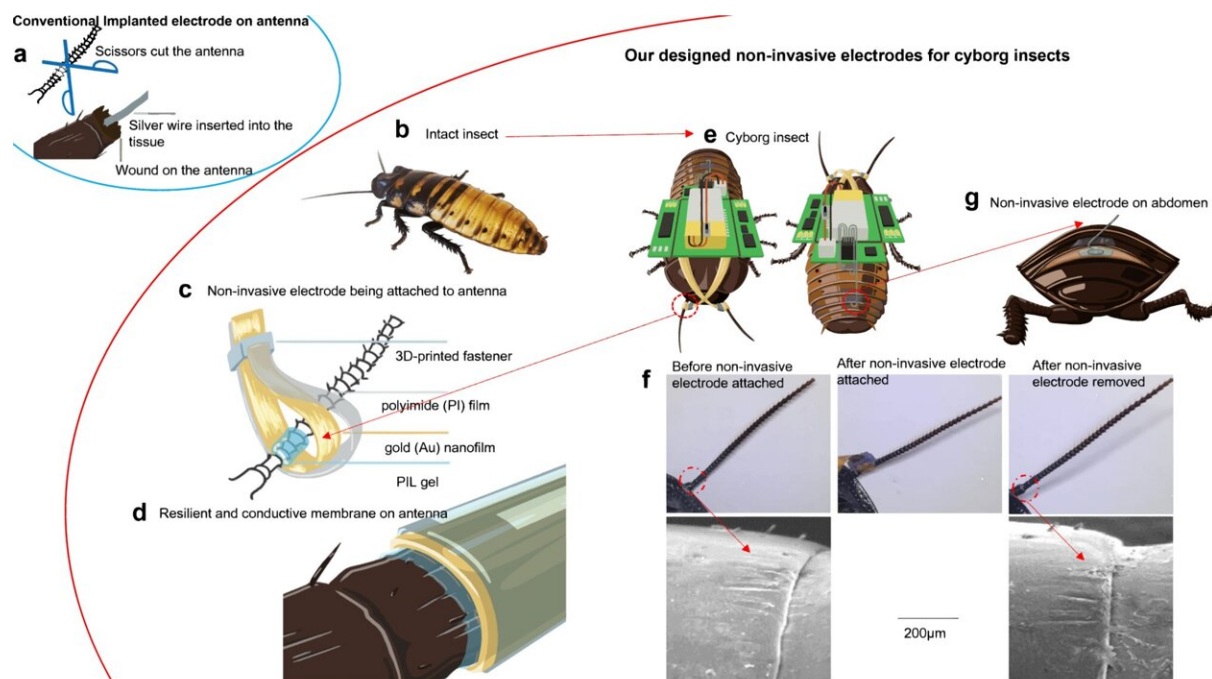 Conventional Implanted electrode on antenna
a
Scissors cut the antenna
Silver wire inserted into the
tissue
Wound on the antenna
Our designed non-invasive electrodes for cyborg insects
b
Intact insect
e
Cyborg insect
g
Non-invasive electrode on abdomen
c
Non-invasive electrode being attached to antenna
3D-printed fastener
polyimide (PI) film
gold (Au) nanofilm
PIL gel
d
Resilient and conductive membrane on antenna
f
Before non-invasive
electrode attached
After non-invasive electrode
attached
After non-invasive
electrode removed
200μm